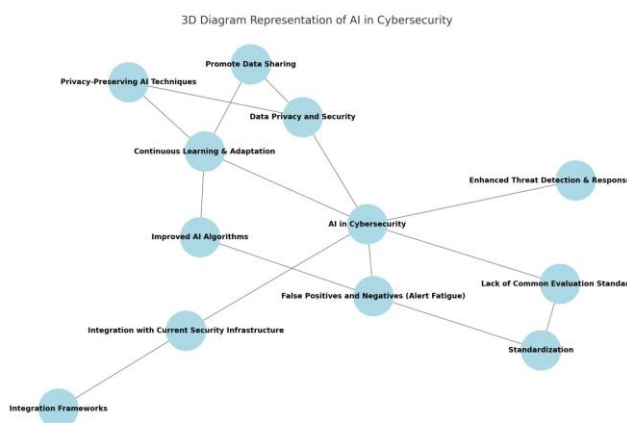 3D Diagram Representation of AI in Cybersecurity
Promote Data Sharing
Privacy-Preserving AI Techniques
Data Privacy and Security
Continuous Learning & Adaptation
Enhanced Threat Detection & Response
AI in Cybersecurity
Improved AI Algorithms
Lack of Common Evaluation Standar
False Positives and Negatives (Alert Fatigue)
Integration with Current Security Infrastructure
Standardization
Integration Frameworks